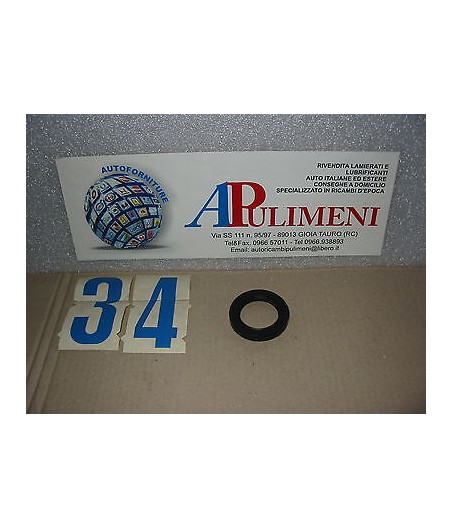 AUTOFORNITURE
RIVENDITA LAMIERATI E
LUBRIFICANTI
AUTO ITALIANE ED ESTERE
CONSEGNE A DOMICILIO
SPECIALIZZATO IN RICAMBI D'EPOCA
APULIMENI
Via SS 111 n. 95/97 - 89013 GIOIA TAURO (RC)
Tel&Fax. 0966 57011 - Tel 0966.938893
Email: autoricambipulimeni@libero.it
34